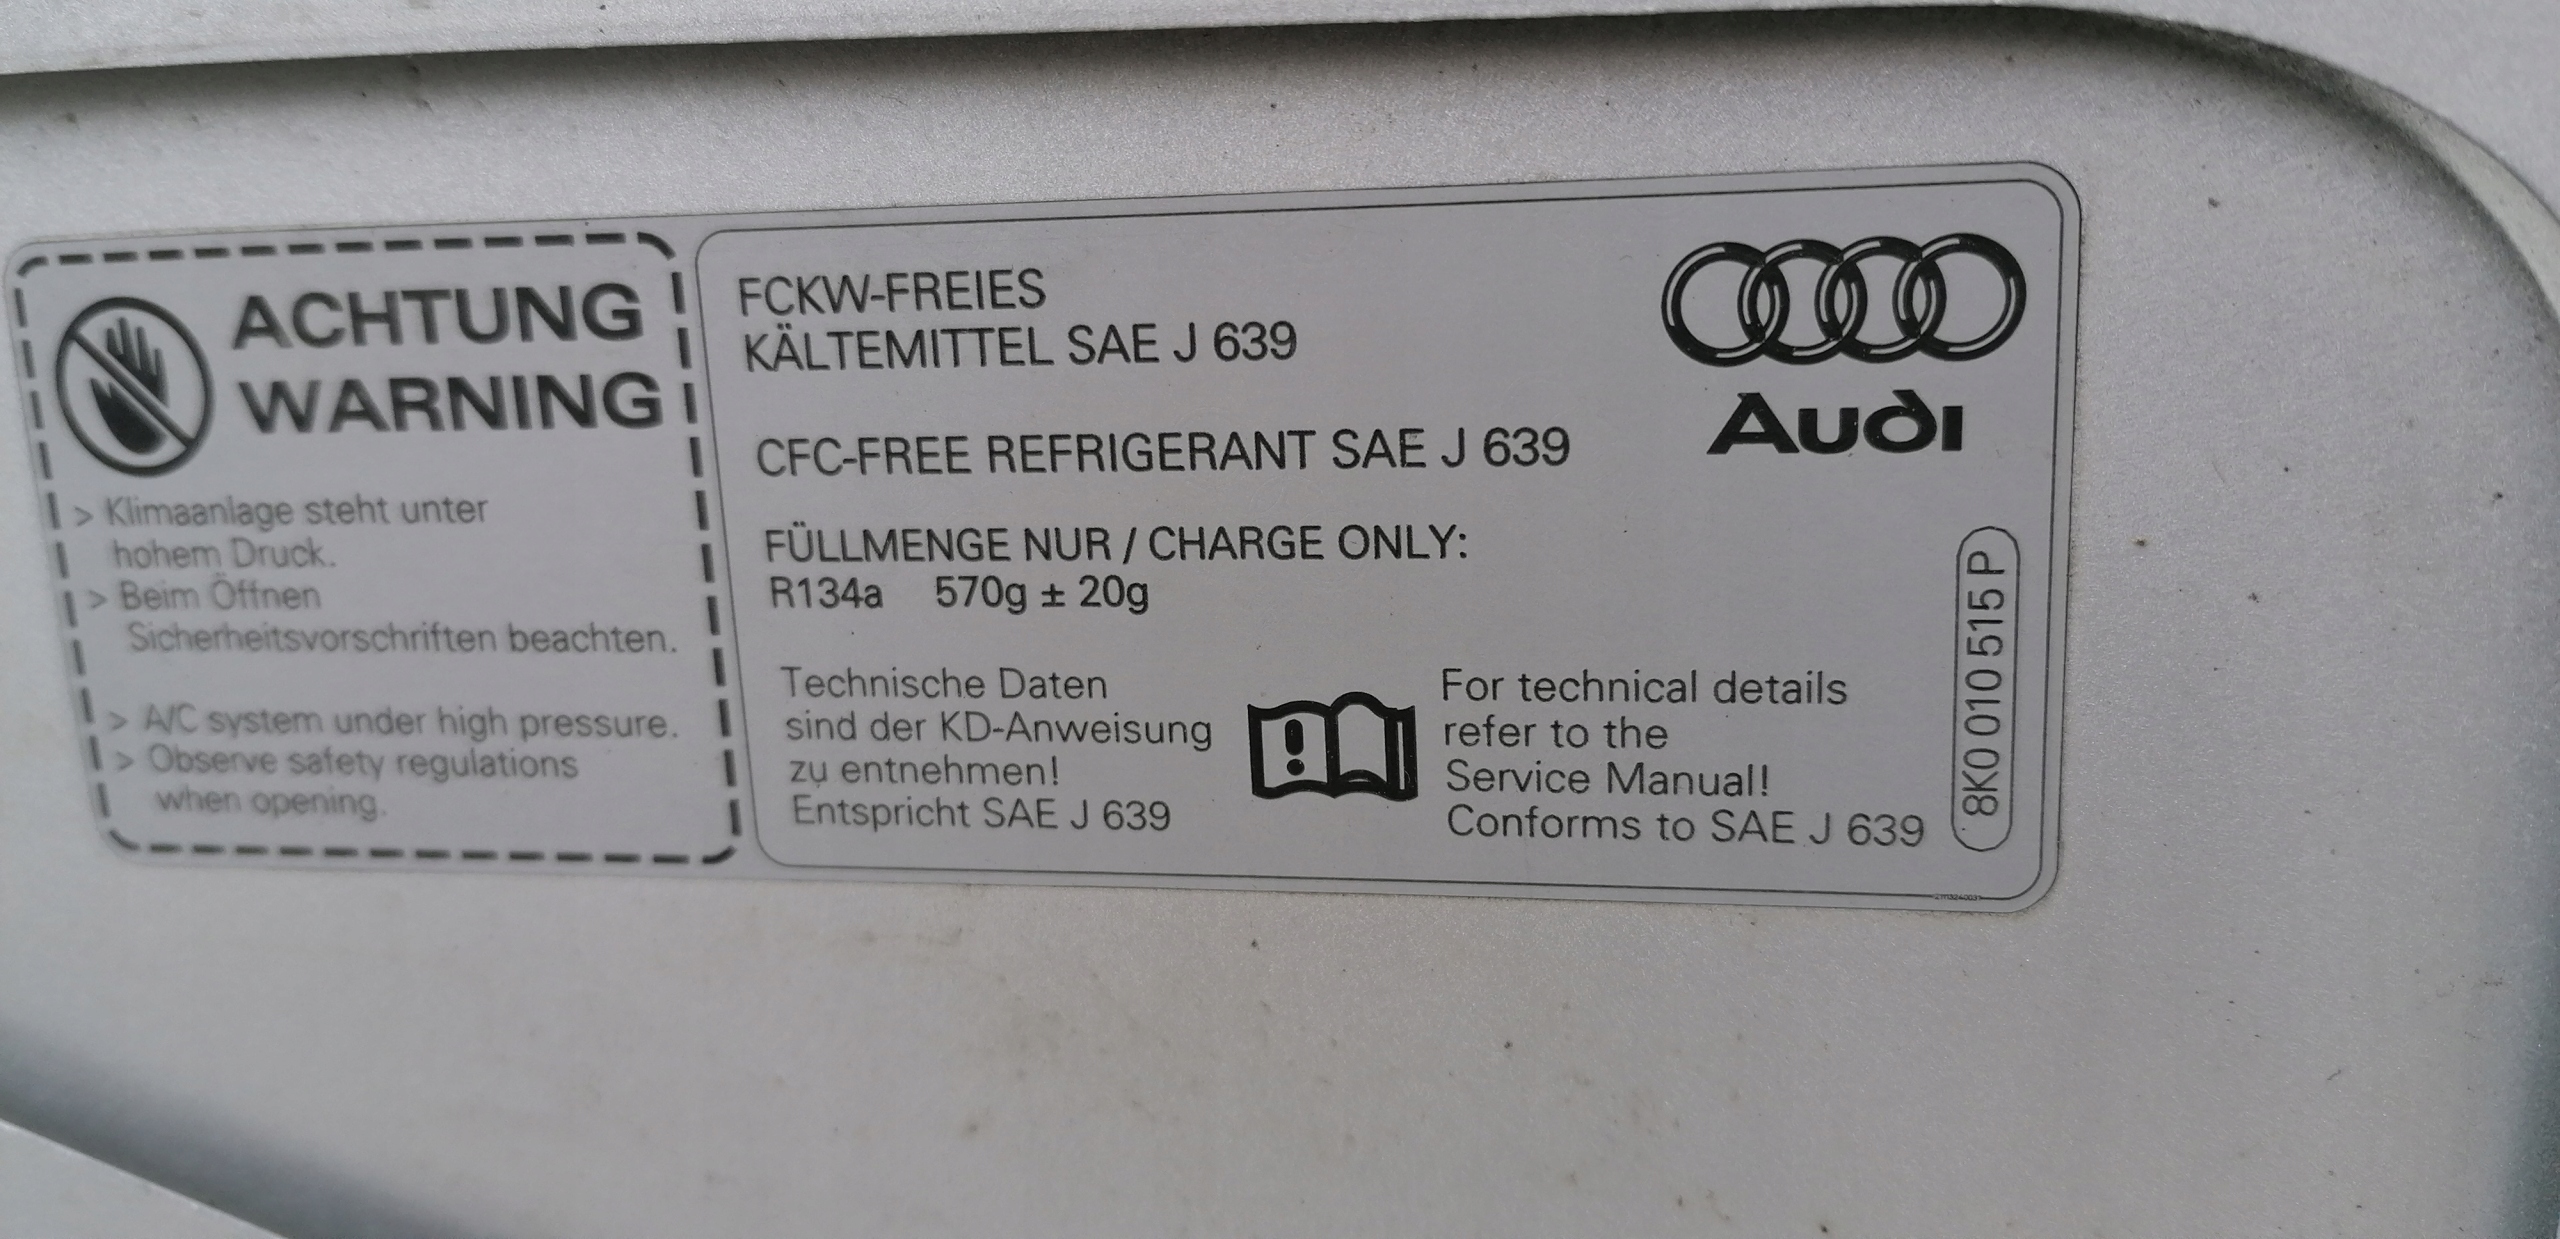 ACHTUNG
WARNING
> Klimaanlage steht unter
hohem Druck.
> Beim Öffnen
Sicherheitsvorschriften beachten.
> A/C system under high pressure.
> Observe safety regulations
when opening.
FCKW-FREIES
KÄLTEMITTEL SAE J 639
CFC-FREE REFRIGERANT SAE J 639
FÜLLMENGE NUR / CHARGE ONLY:
R134a 570g ± 20g
Technische Daten
sind der KD-Anweisung
zu entnehmen!
Entspricht SAE J 639
For technical details
refer to the
Service Manual!
Conforms to SAE J 639
Audi
8K0 010 515 P